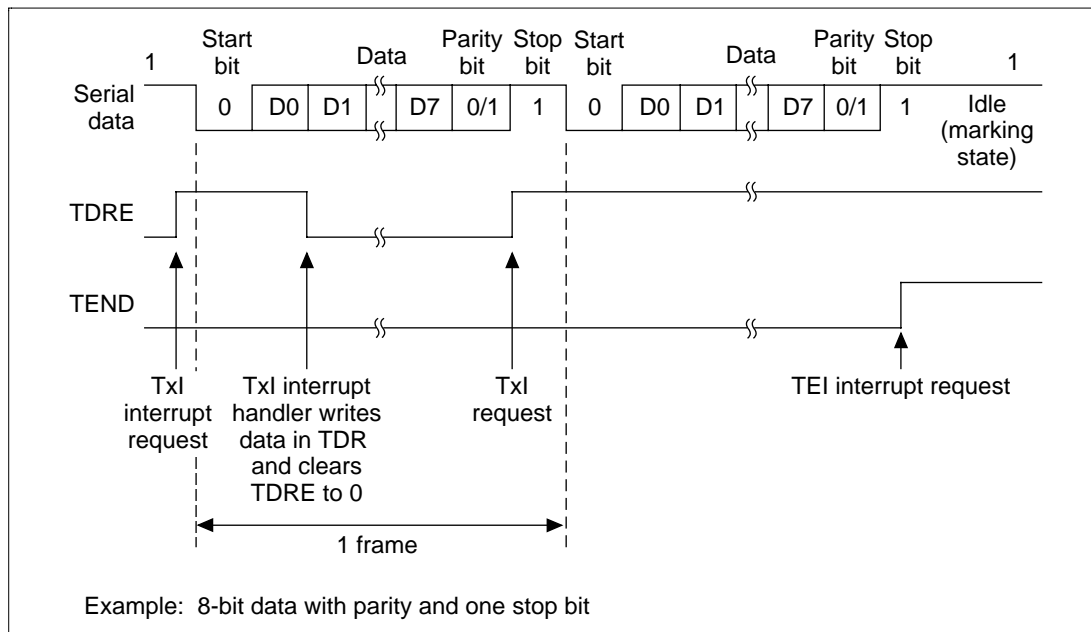 1 Start bit Data Parity bit Stop bit Start bit Data Parity bit Stop bit 1
Serial data 0 D0 D1 D7 0/1 1 0 D0 D1 D7 0/1 1 Idle (marking state)
TDRE
TEND
TxI interrupt request
TxI interrupt handler writes data in TDR and clears TDRE to 0
TxI request
TEI interrupt request
1 frame
Example: 8-bit data with parity and one stop bit